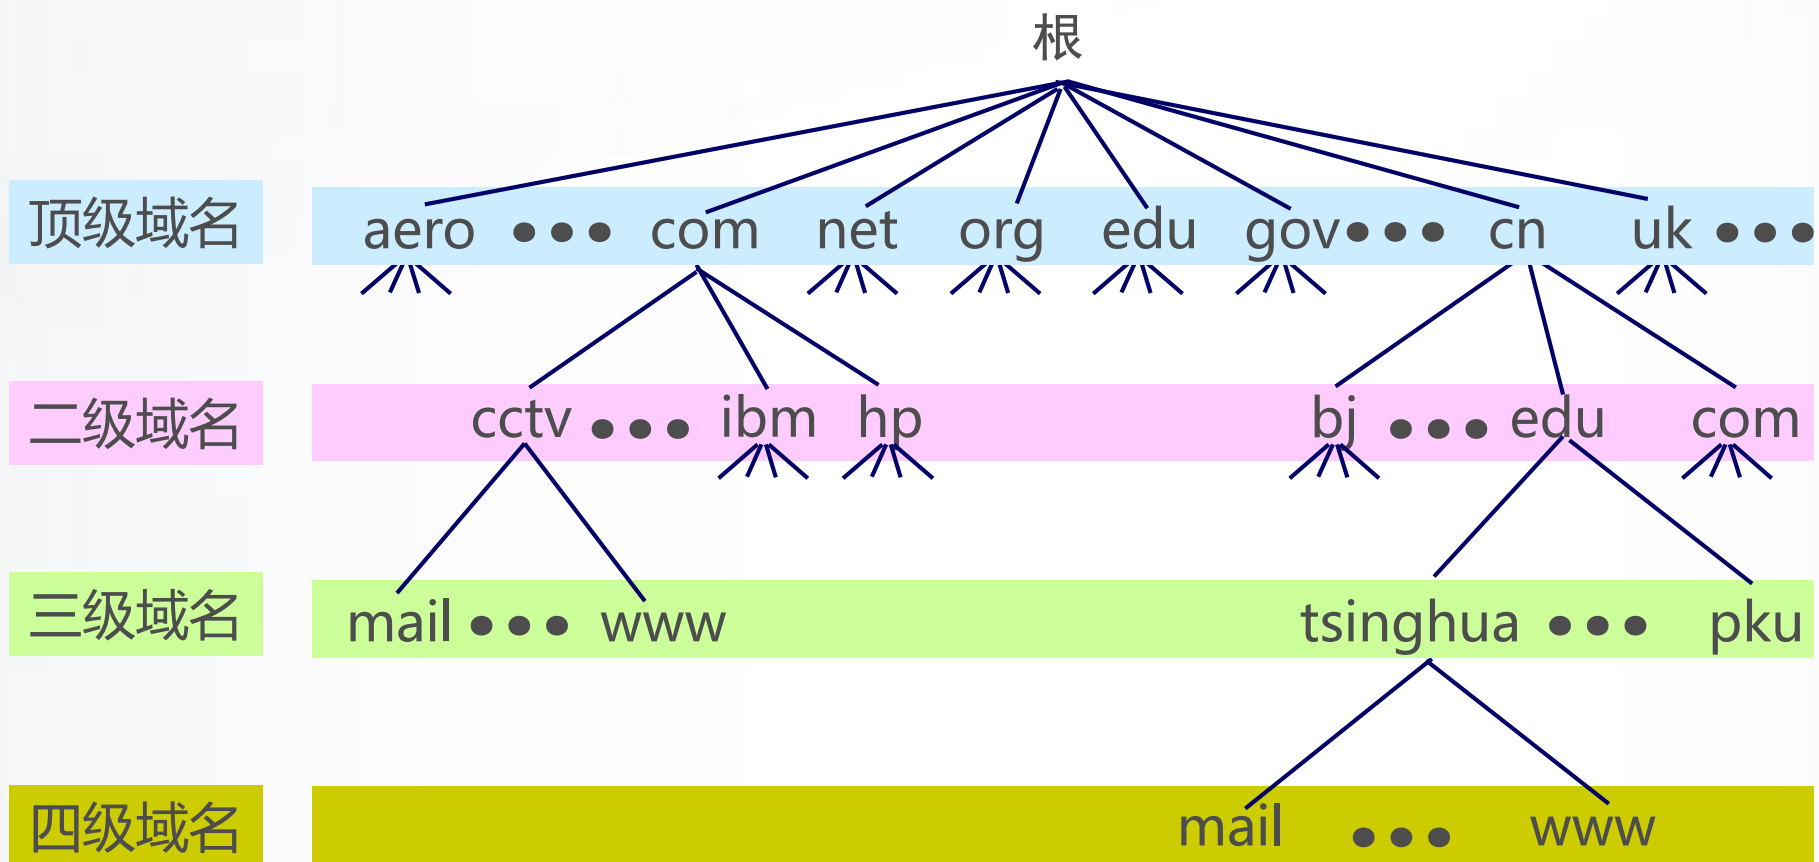 根
顶级域名 aero ••• com net org edu gov ••• cn uk •••
二级域名 cctv ••• ibm hp bj ••• edu com
三级域名 mail ••• www tsinghua ••• pku
四级域名 mail ••• www